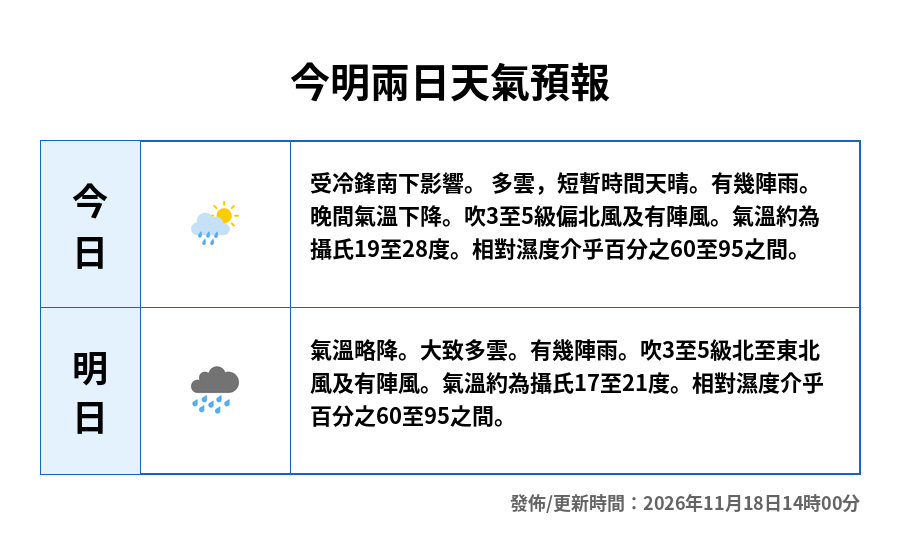 今明兩日天氣預報
今
日
受冷鋒南下影響。 多雲，短暫時間天晴。有幾陣雨。
晚間氣溫下降。吹3至5級偏北風及有陣風。氣溫約為
攝氏19至28度。相對濕度介乎百分之60至95之間。
明
日
氣溫略降。大致多雲。有幾陣雨。吹3至5級北至東北
風及有陣風。氣溫約為攝氏17至21度。相對濕度介乎
百分之60至95之間。
發佈/更新時間：2026年11月18日14時00分